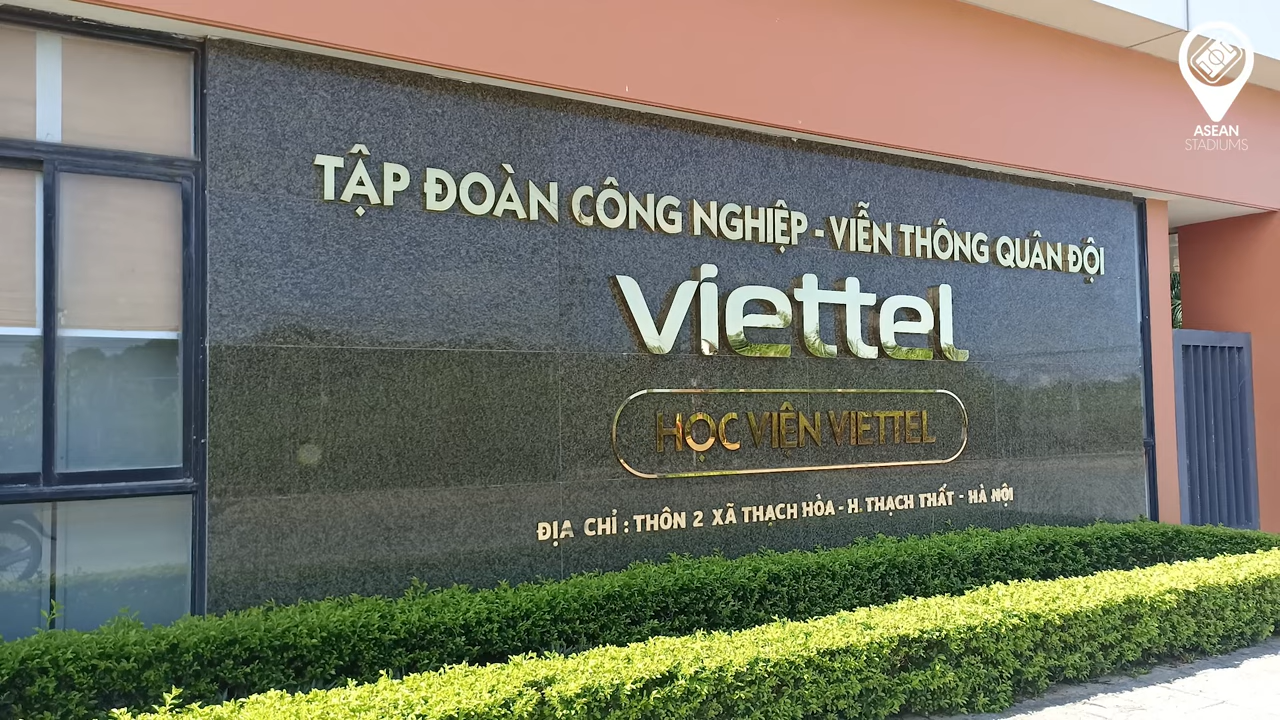 TẬP ĐOÀN CÔNG NGHIỆP - VIỄN THÔNG QUÂN ĐỘI
viettel
HỌC VIỆN VIETTEL
ĐỊA CHỈ : THÔN 2 XÃ THẠCH HÒA - H. THẠCH THẤT - HÀ NỘI
ASEAN
STADIUMS